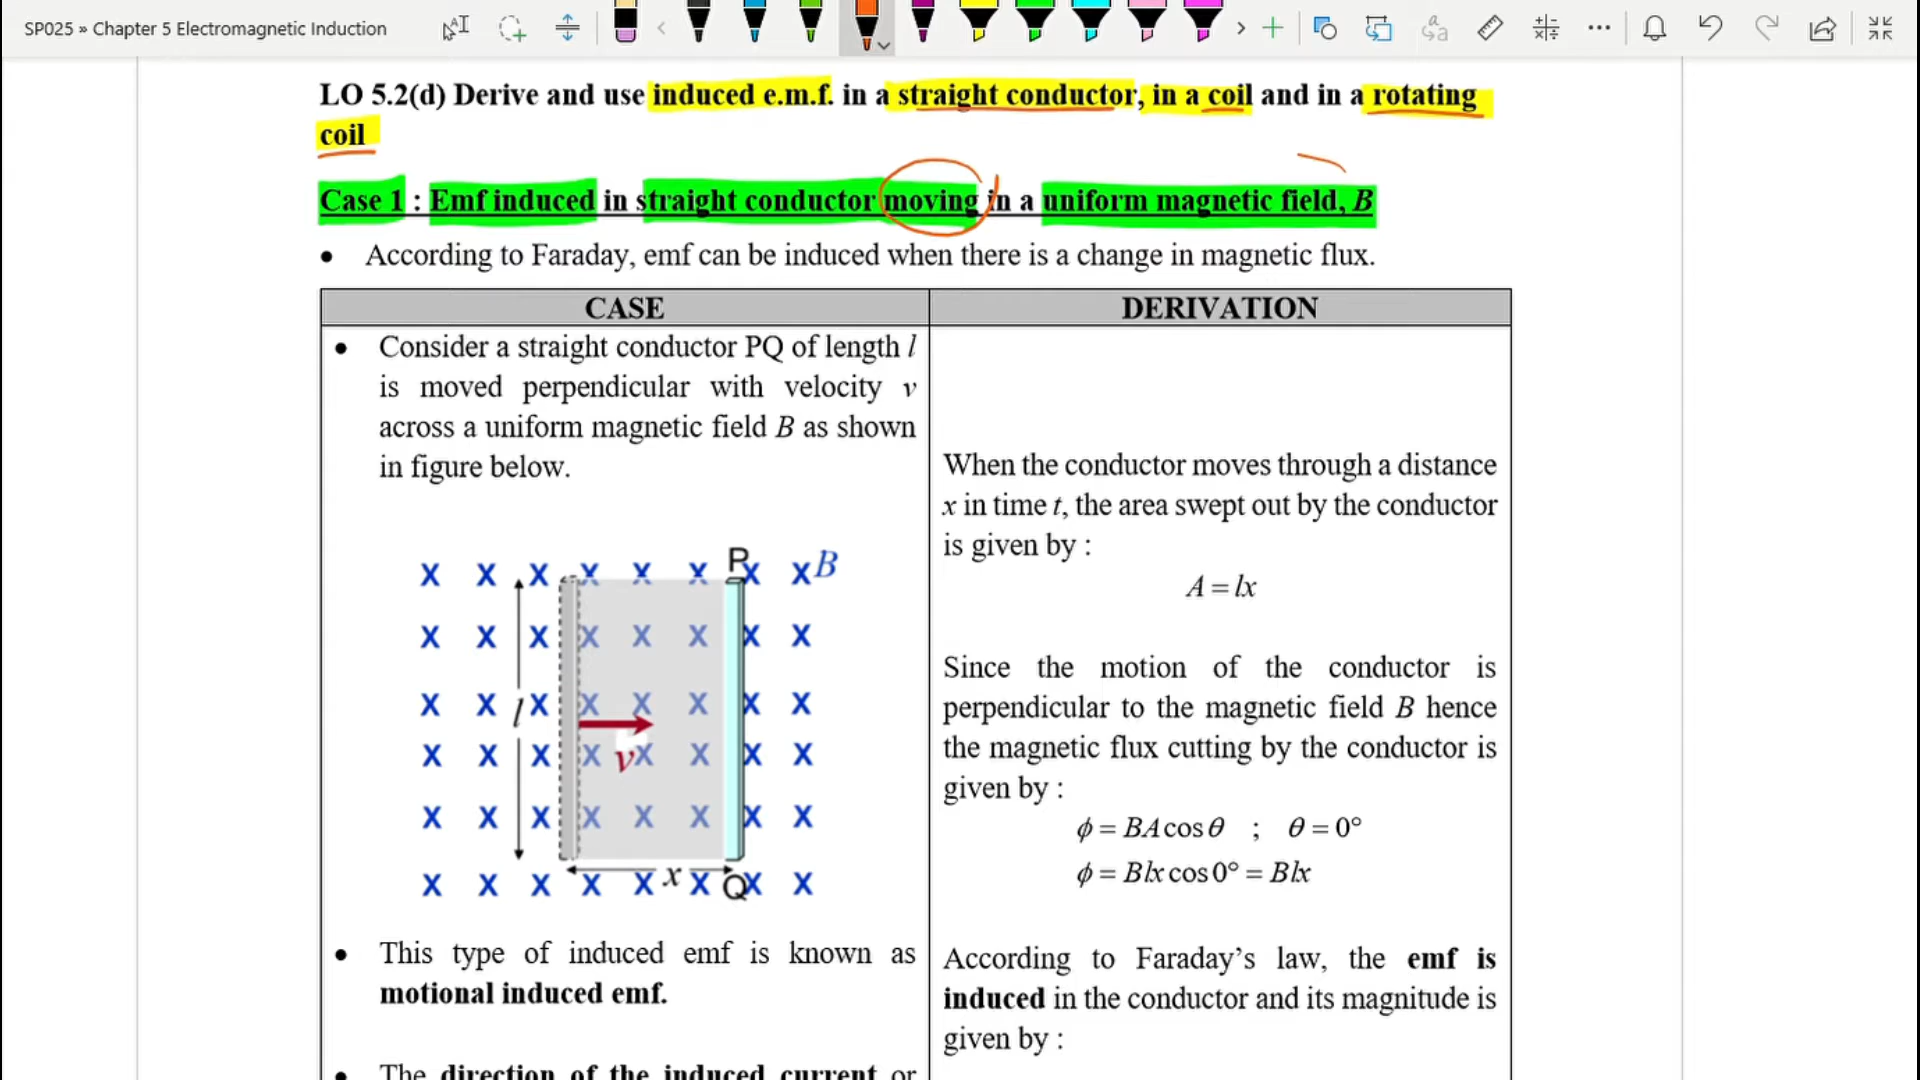 SP025 » Chapter 5 Electromagnetic Induction
LO 5.2(d) Derive and use induced e.m.f. in a straight conductor, in a coil and in a rotating
coil
Case 1 : Emf induced in straight conductor moving in a uniform magnetic field, B
• According to Faraday, emf can be induced when there is a change in magnetic flux.
CASE
• Consider a straight conductor PQ of length l
is moved perpendicular with velocity v
across a uniform magnetic field B as shown
in figure below.
X X X X X X P X X B
X X X X X X X X
X X l X X X X X X
v
X X X X X X X X
X X X X X X X X
X X X X X x X Q X X
• This type of induced emf is known as
motional induced emf.
• The direction of the induced current or
DERIVATION
When the conductor moves through a distance
x in time t, the area swept out by the conductor
is given by :
A = lx
Since the motion of the conductor is
perpendicular to the magnetic field B hence
the magnetic flux cutting by the conductor is
given by :
ϕ = BA cos θ ; θ = 0°
ϕ = Blx cos 0° = Blx
According to Faraday’s law, the emf is
induced in the conductor and its magnitude is
given by :